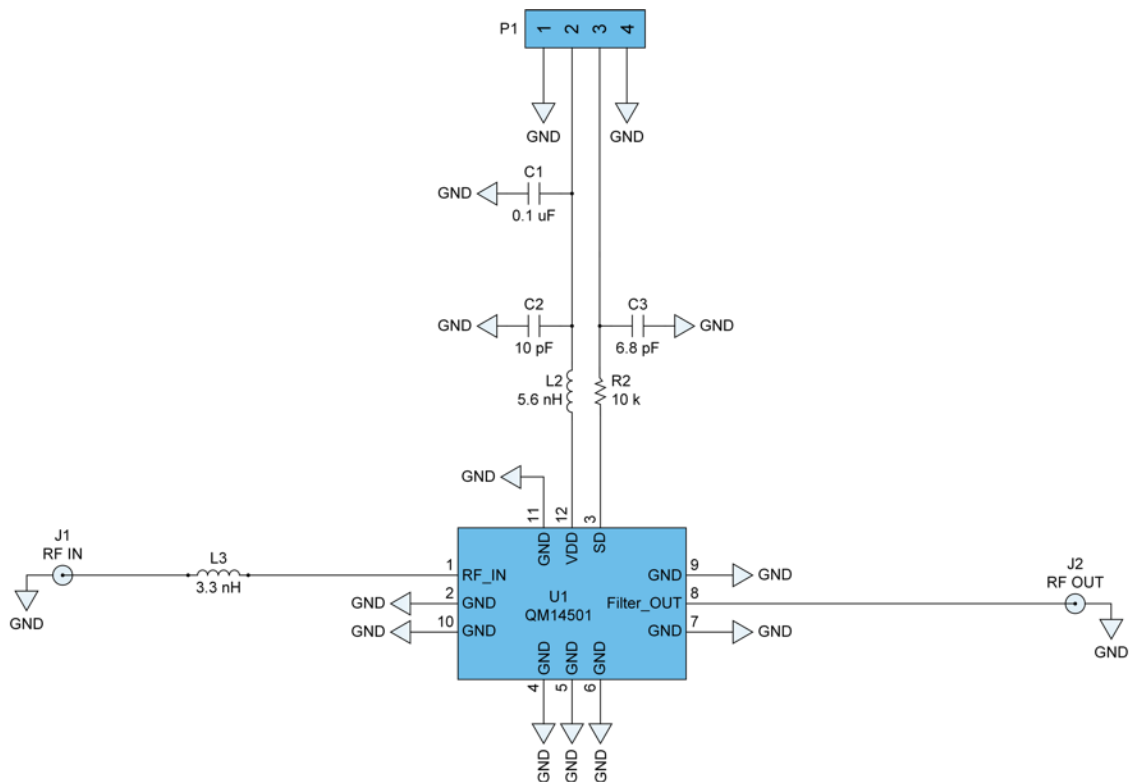 P1
1
2
3
4
GND
GND
C1
GND
0.1 uF
C2
GND
10 pF
C3
GND
6.8 pF
L2
5.6 nH
R2
10 k
GND
11
12
3
GND
VDD
SD
J1
RF IN
GND
L3
3.3 nH
1
RF_IN
2
GND
GND
10
GND
GND
U1
QM14501
9
GND
GND
8
Filter_OUT
7
GND
GND
J2
RF OUT
GND
GND
GND
GND
4
5
6
GND
GND
GND